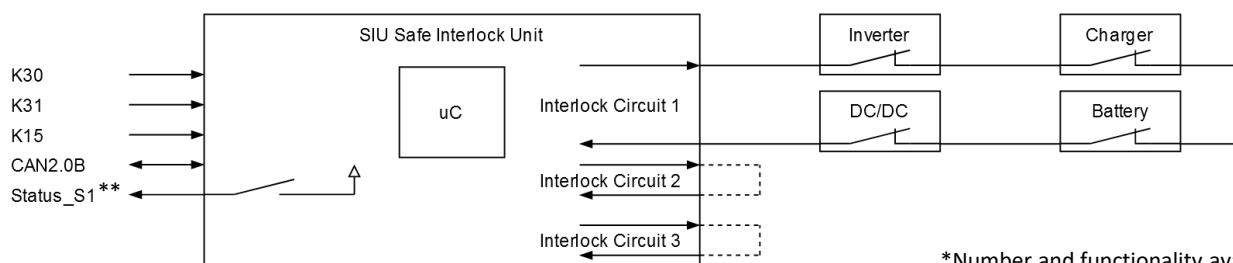 SIU Safe Interlock Unit
Inverter
Charger
K30
K31
K15
CAN2.0B
Status_S1**
uC
Interlock Circuit 1
DC/DC
Battery
Interlock Circuit 2
Interlock Circuit 3
*Number and functionality